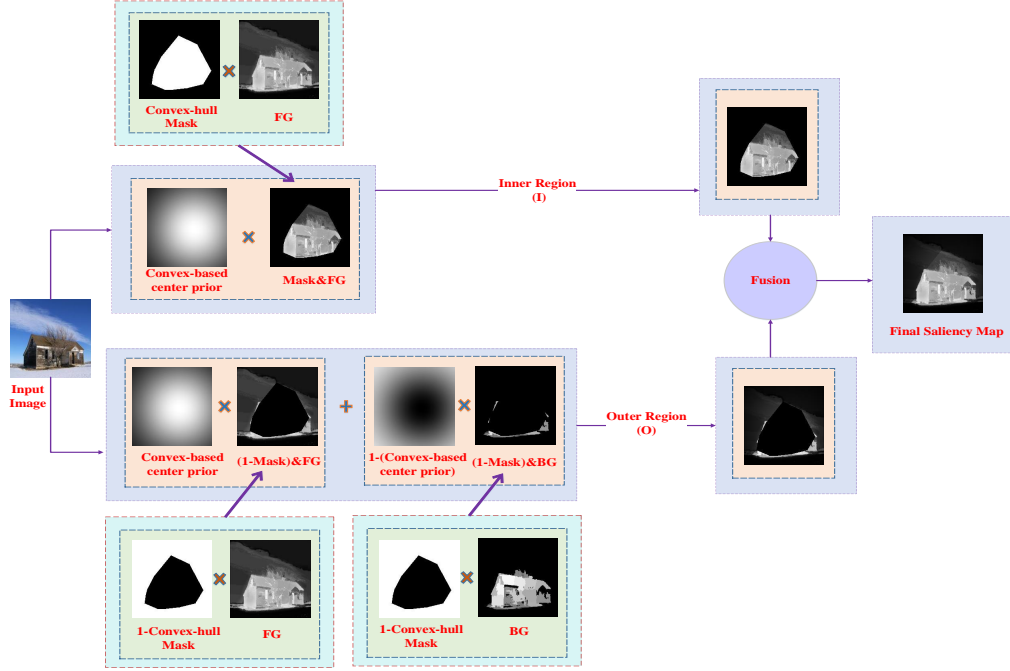 Convex-hull
Mask
FG
Convex-based
center prior
Mask&FG
Inner Region
(I)
Fusion
Final Saliency Map
Input
Image
Convex-based
center prior
(1-Mask)&FG
1-(Convex-based
center prior)
(1-Mask)&BG
Outer Region
(O)
1-Convex-hull
Mask
FG
1-Convex-hull
Mask
BG